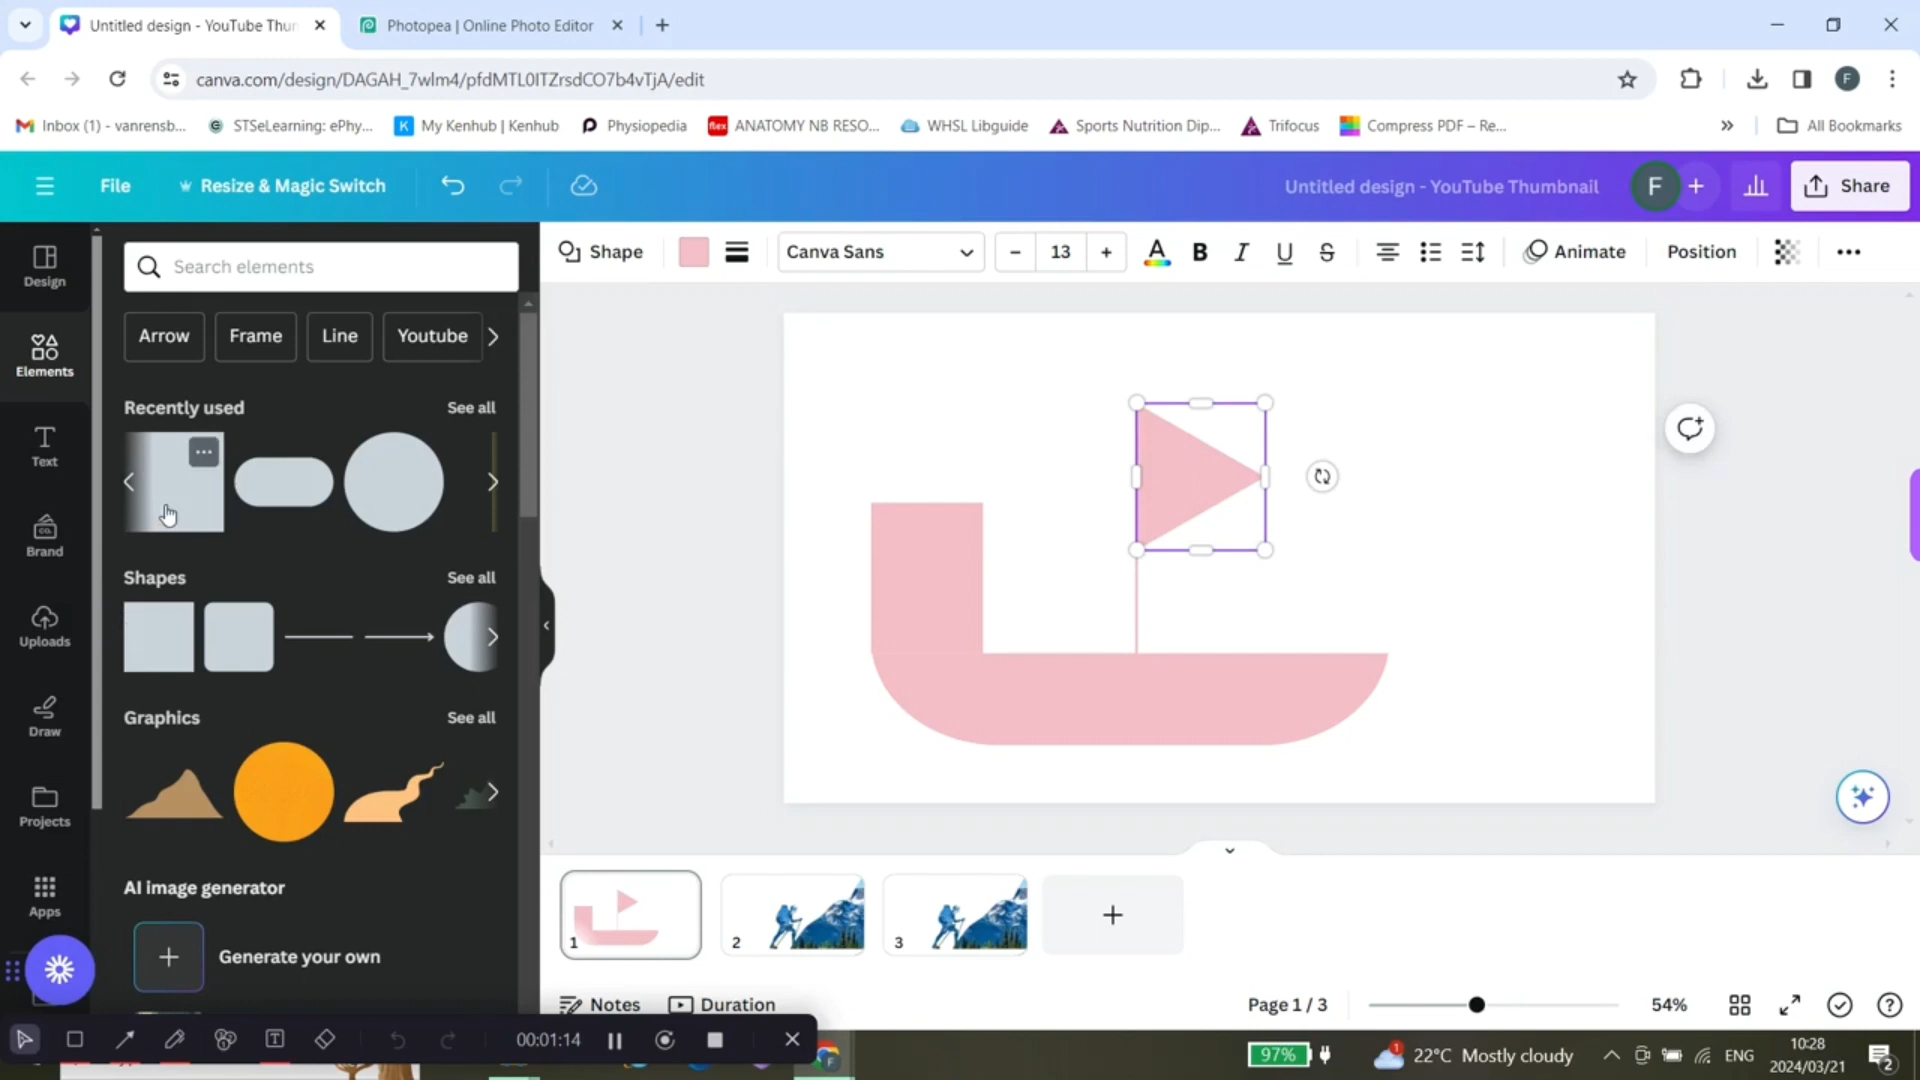 Untitled design - YouTube Thun
Photopea | Online Photo Editor
canva.com/design/DAGAH_7wlm4/pfdMTL0ITZrsdCO7b4vTjA/edit
Inbox (1) - vanrensb...
STSeLearning: ePhy...
My Kenhub | Kenhub
Physiopedia
flex
ANATOMY NB RESO...
WHSL Libguide
Sports Nutrition Dip...
Trifocus
Compress PDF – Re...
All Bookmarks
File
Resize & Magic Switch
Untitled design - YouTube Thumbnail
F
Share
Design
Elements
Text
Brand
Uploads
Draw
Projects
Apps
Search elements
Arrow
Frame
Line
Youtube
Recently used
See all
Shapes
See all
Graphics
See all
AI image generator
Generate your own
Shape
Canva Sans
13
A
B
I
U
S
Animate
Position
1
2
3
Notes
Duration
Page 1 / 3
54%
00:01:14
97%
1
22°C Mostly cloudy
ENG
10:28
2024/03/21
2